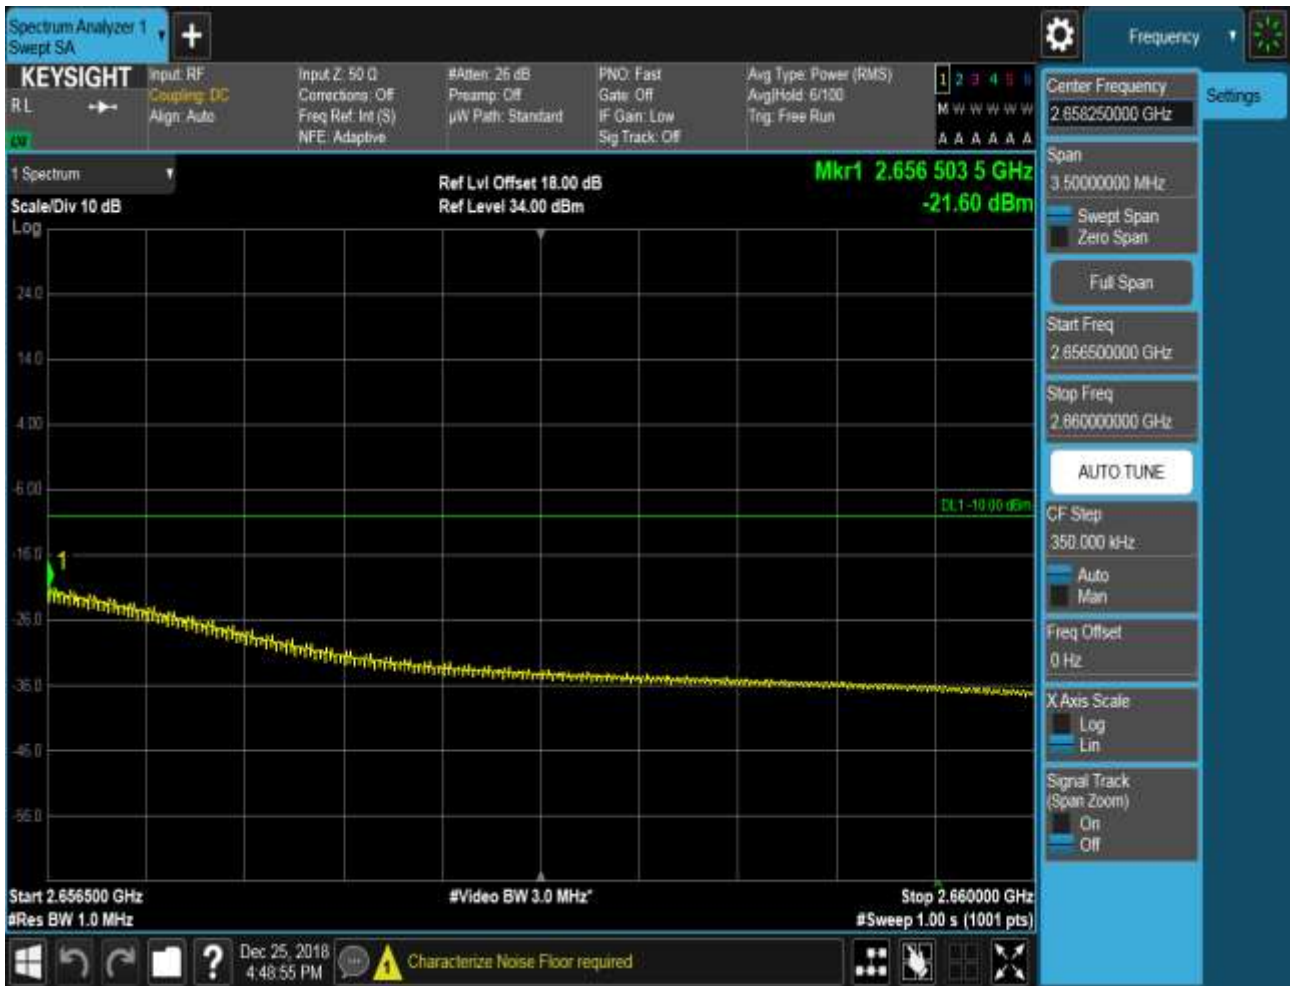 Spectrum Analyzer 1
Swept SA
Frequency
KEYSIGHT
R L
Input: RF
Coupling: DC
Align: Auto
Input Z: 50 Ω
Corrections: Off
Freq Ref: Int (S)
NFE: Adaptive
#Atten: 26 dB
Preamp: Off
µW Path: Standard
PNO: Fast
Gate: Off
IF Gain: Low
Sig Track: Off
Avg Type: Power (RMS)
Avg|Hold: 6/100
Trig: Free Run
1 2 3 4 5 6
M W W W W W
A A A A A A
1 Spectrum
Scale/Div 10 dB
Log
Ref Lvl Offset 18.00 dB
Ref Level 34.00 dBm
Mkr1 2.656 503 5 GHz
-21.60 dBm
24.0
14.0
4.00
-6.00
-16.0
-26.0
-36.0
-46.0
-56.0
DL1 -10.00 dBm
1
Start 2.656500 GHz
#Res BW 1.0 MHz
#Video BW 3.0 MHz*
Stop 2.660000 GHz
#Sweep 1.00 s (1001 pts)
Center Frequency
2.658250000 GHz
Settings
Span
3.50000000 MHz
Swept Span
Zero Span
Full Span
Start Freq
2.656500000 GHz
Stop Freq
2.660000000 GHz
AUTO TUNE
CF Step
350.000 kHz
Auto
Man
Freq Offset
0 Hz
X Axis Scale
Log
Lin
Signal Track
(Span Zoom)
On
Off
?
Dec 25, 2018
4:48:55 PM
1
Characterize Noise Floor required